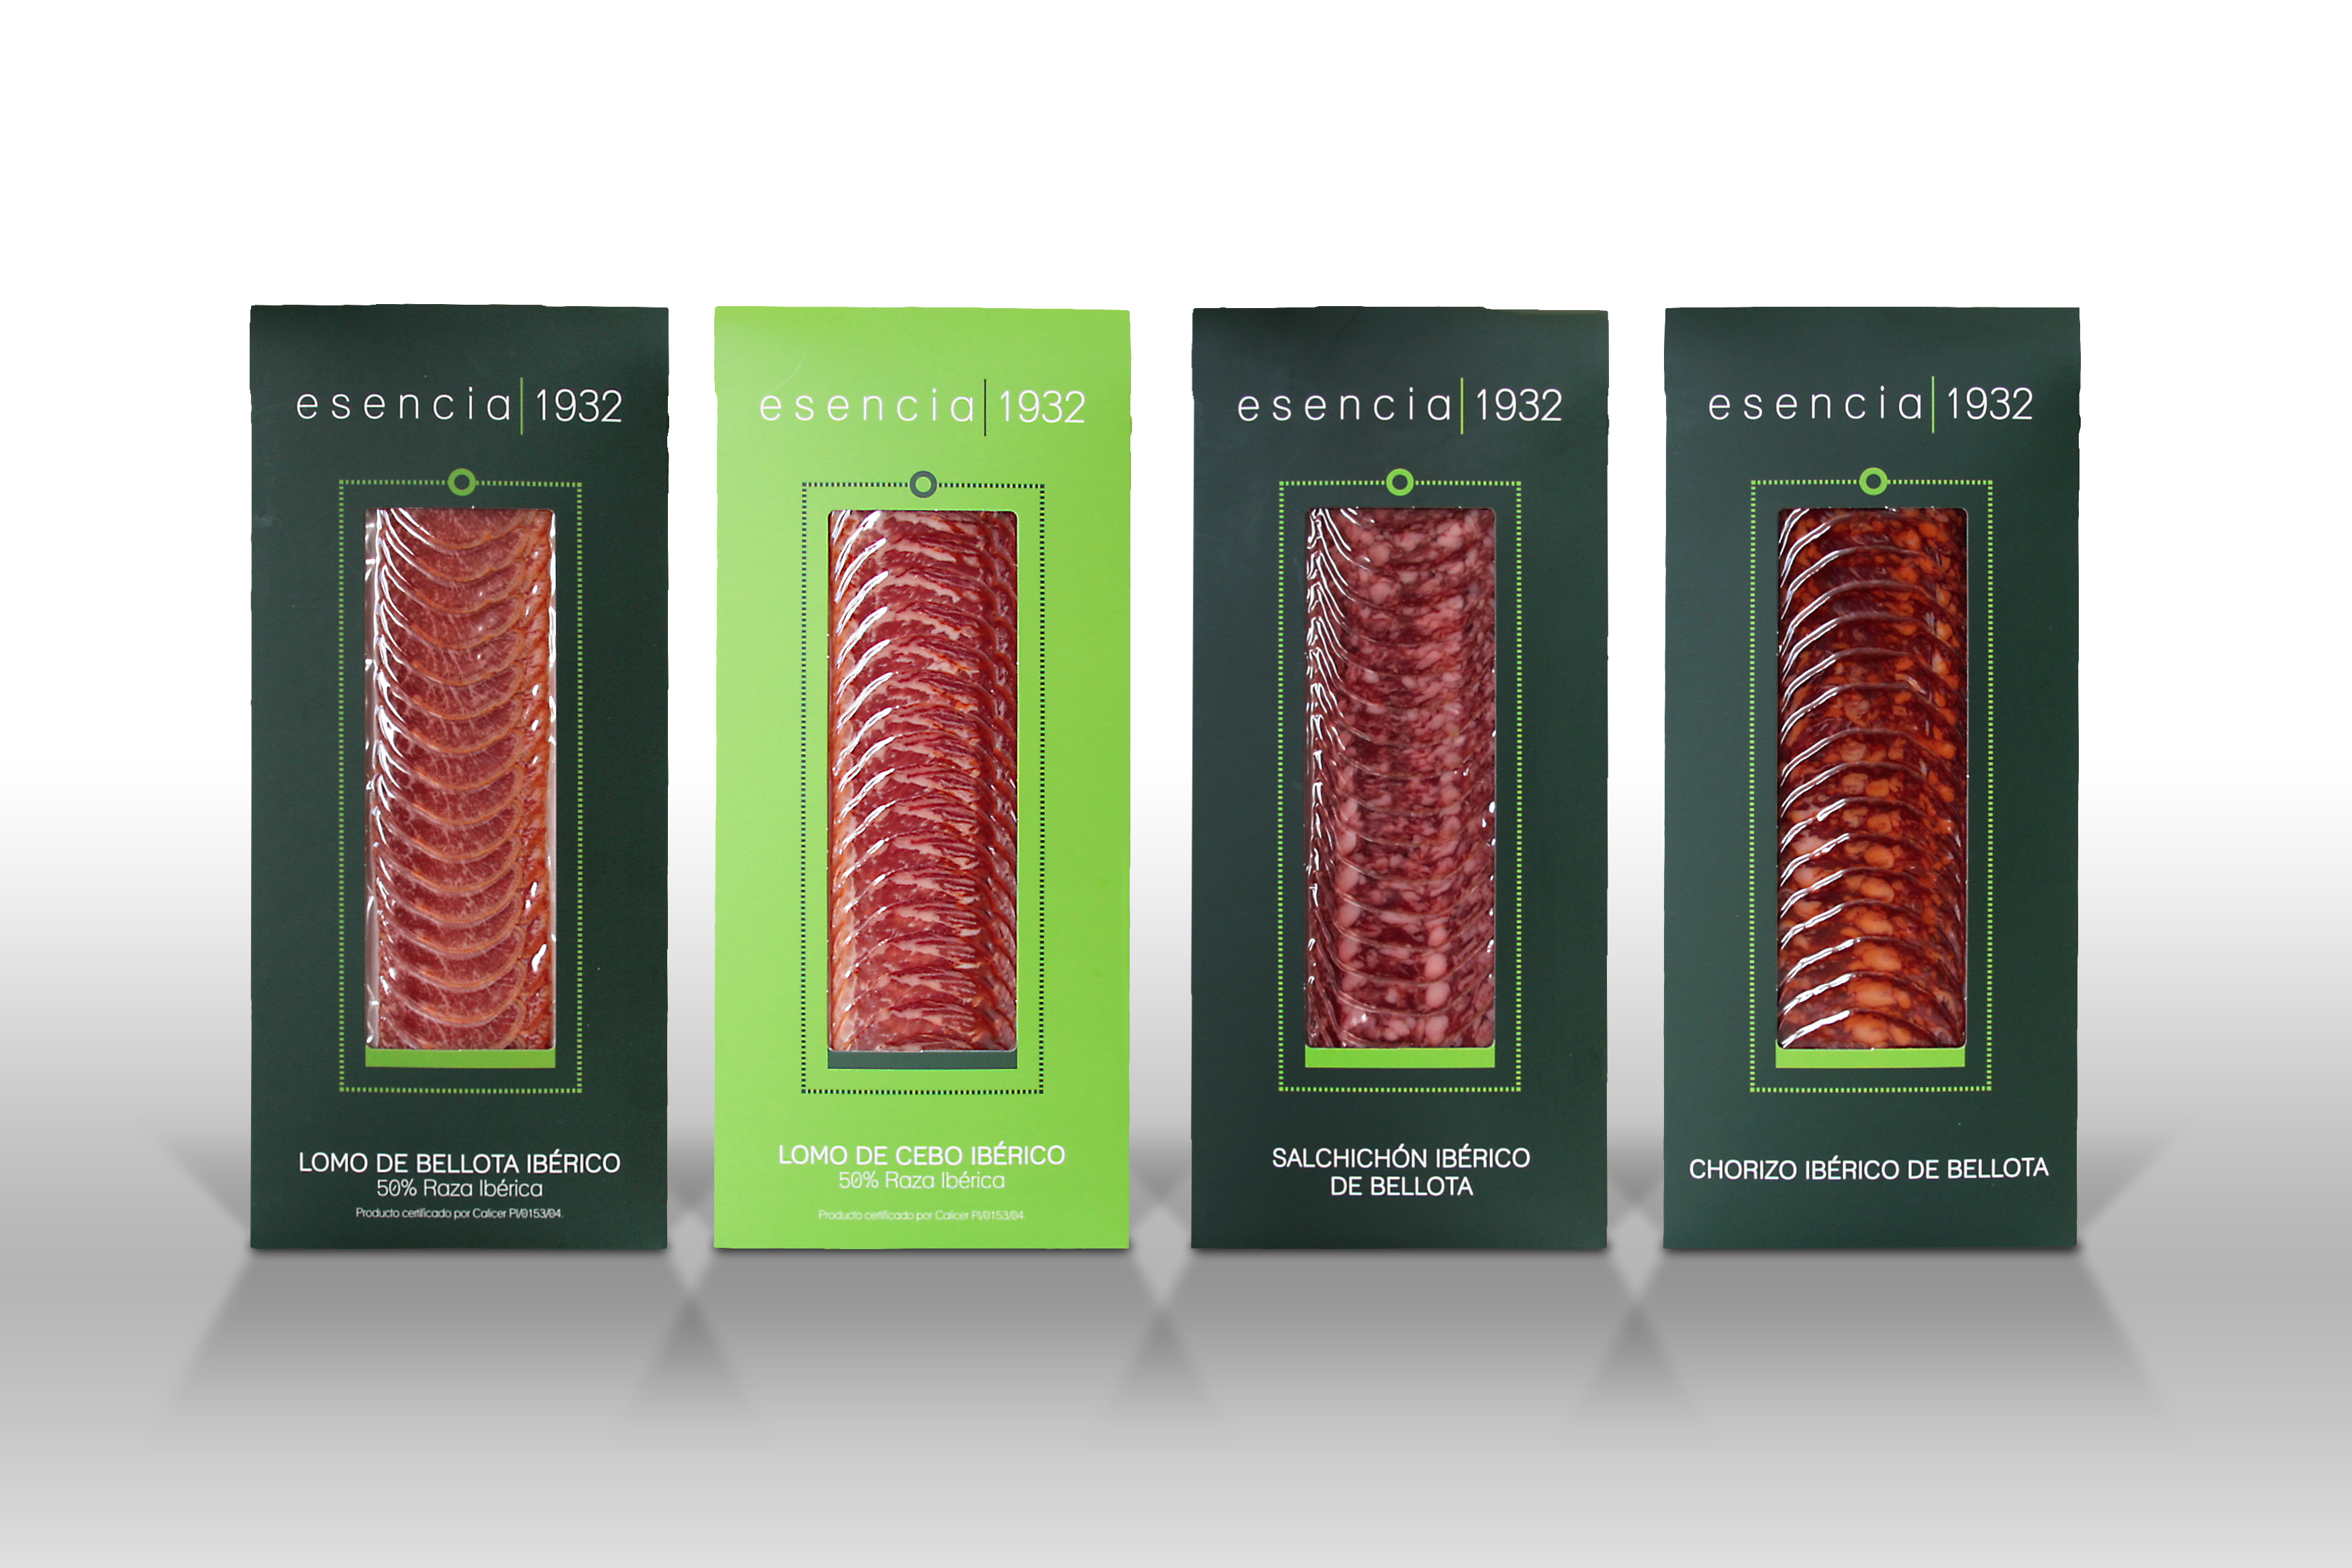 esencia|1932
LOMO DE BELLOTA IBÉRICO
50% Raza Ibérica
Producto certificado por Calicer PI/0153/04.
esencia|1932
LOMO DE CEBO IBÉRICO
50% Raza Ibérica
Producto certificado por Calicer PI/0153/04.
esencia|1932
SALCHICHÓN IBÉRICO
DE BELLOTA
esencia|1932
CHORIZO IBÉRICO DE BELLOTA